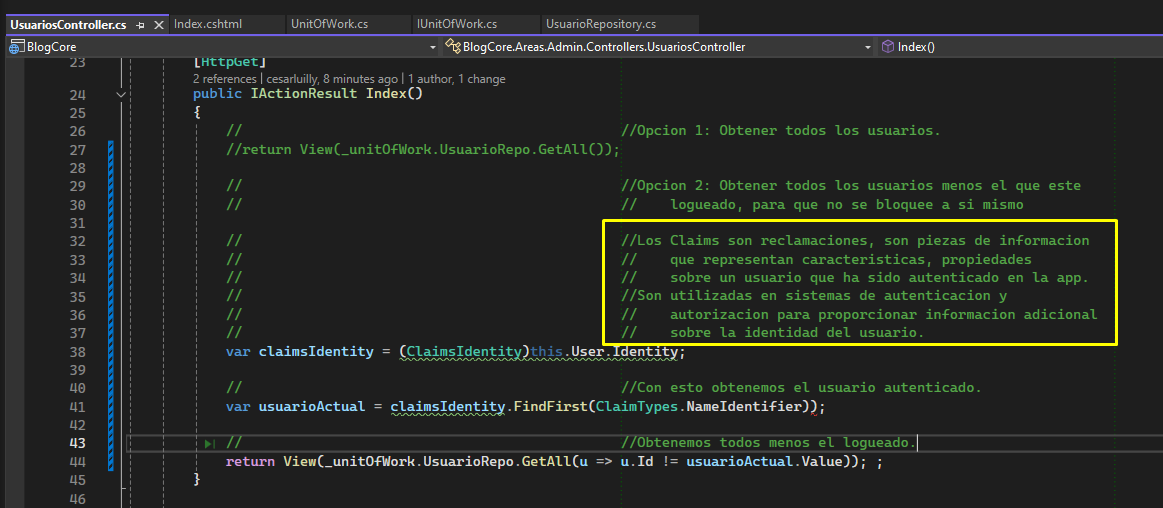 UsuariosController.cs
Index.cshtml
UnitOfWork.cs
IUnitOfWork.cs
UsuarioRepository.cs
BlogCore
BlogCore.Areas.Admin.Controllers.UsuariosController
Index()
23 [HttpGet]
2 references | cesarluilly, 8 minutes ago | 1 author, 1 change
24 public IActionResult Index()
25 {
26 // //Opcion 1: Obtener todos los usuarios.
27 //return View(_unitOfWork.UsuarioRepo.GetAll());
28
29 // //Opcion 2: Obtener todos los usuarios menos el que este
30 // // logueado, para que no se bloquee a si mismo
31
32 // //Los Claims son reclamaciones, son piezas de informacion
33 // // que representan caracteristicas, propiedades
34 // // sobre un usuario que ha sido autenticado en la app.
35 // //Son utilizadas en sistemas de autenticacion y
36 // // autorizacion para proporcionar informacion adicional
37 // // sobre la identidad del usuario.
38 var claimsIdentity = (ClaimsIdentity)this.User.Identity;
39
40 // //Con esto obtenemos el usuario autenticado.
41 var usuarioActual = claimsIdentity.FindFirst(ClaimTypes.NameIdentifier));
42
43 // //Obtenemos todos menos el logueado.
44 return View(_unitOfWork.UsuarioRepo.GetAll(u => u.Id != usuarioActual.Value)); ;
45 }
46